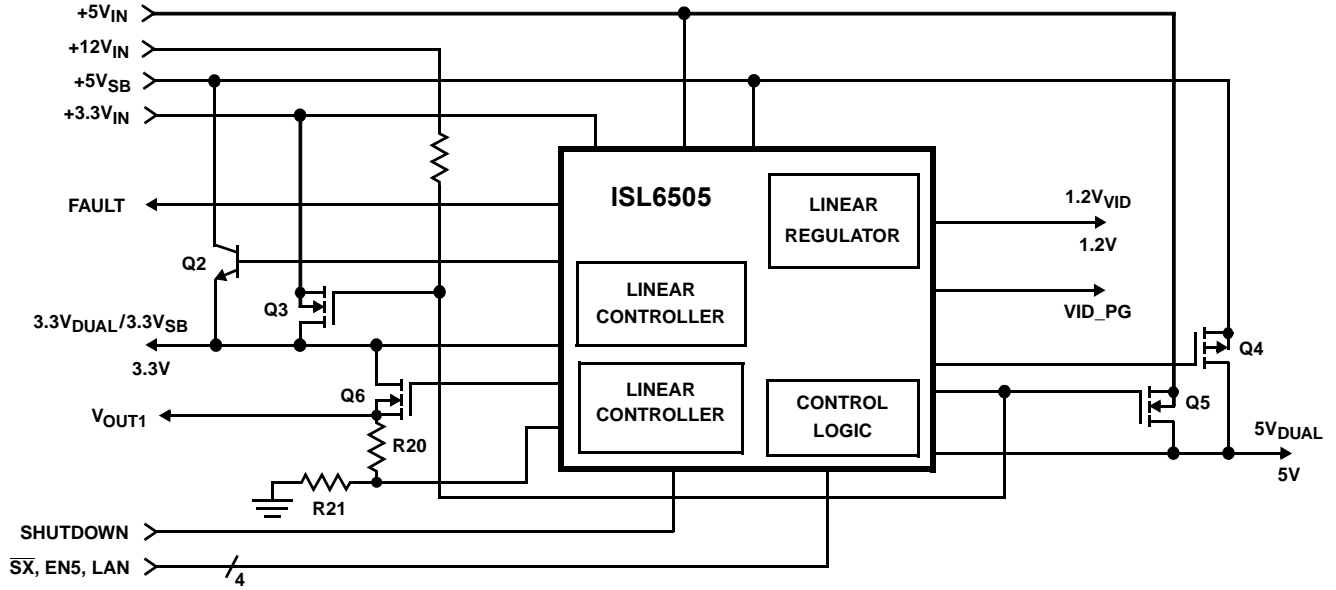 +5VIN
+12VIN
+5VSB
+3.3VIN
FAULT
Q2
Q3
3.3VDUAL/3.3VSB
3.3V
Q6
VOUT1
R20
R21
SHUTDOWN
S̅X̅, EN5, LAN
4
ISL6505
LINEAR
REGULATOR
LINEAR
CONTROLLER
LINEAR
CONTROLLER
CONTROL
LOGIC
1.2VVID
1.2V
VID_PG
Q4
Q5
5VDUAL
5V